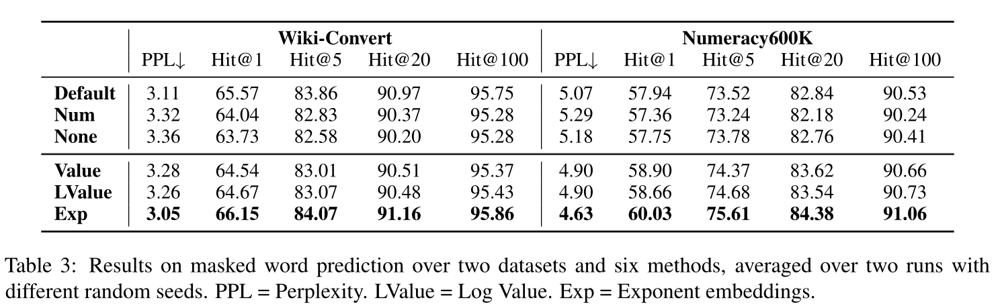 Wiki-Convert Numeracy600K
PPL↓ Hit@1 Hit@5 Hit@20 Hit@100 PPL↓ Hit@1 Hit@5 Hit@20 Hit@100
Default 3.11 65.57 83.86 90.97 95.75 5.07 57.94 73.52 82.84 90.53
Num 3.32 64.04 82.83 90.37 95.28 5.29 57.36 73.24 82.18 90.24
None 3.36 63.73 82.58 90.20 95.28 5.18 57.75 73.78 82.76 90.41
Value 3.28 64.54 83.01 90.51 95.37 4.90 58.90 74.37 83.62 90.66
LValue 3.26 64.67 83.07 90.48 95.43 4.90 58.66 74.68 83.54 90.73
Exp 3.05 66.15 84.07 91.16 95.86 4.63 60.03 75.61 84.38 91.06
Table 3: Results on masked word prediction over two datasets and six methods, averaged over two runs with
different random seeds. PPL = Perplexity. LValue = Log Value. Exp = Exponent embeddings.